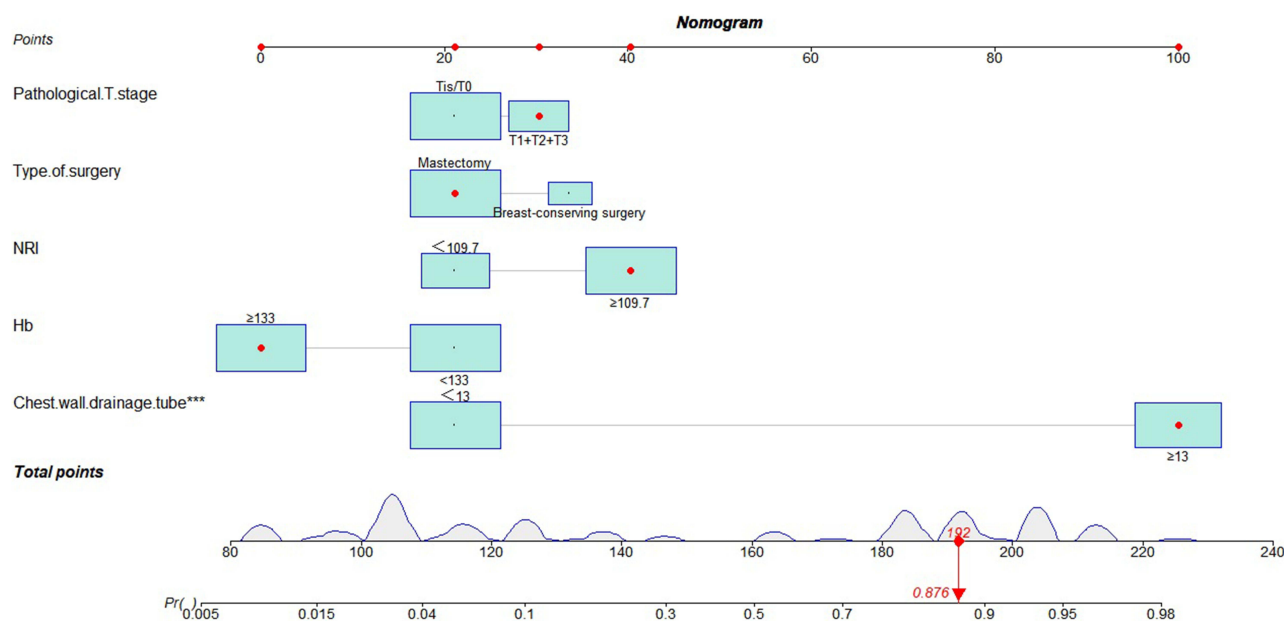 Nomogram
Points
0 20 40 60 80 100
Pathological.T.stage
Tis/T0
T1+T2+T3
Type.of.surgery
Mastectomy
Breast-conserving surgery
NRI
<109.7
≥109.7
Hb
≥133
<133
Chest.wall.drainage.tube***
<13
≥13
Total points
192
80 100 120 140 160 180 200 220 240
0.876
Pr( )
0.005 0.015 0.04 0.1 0.3 0.5 0.7 0.9 0.95 0.98